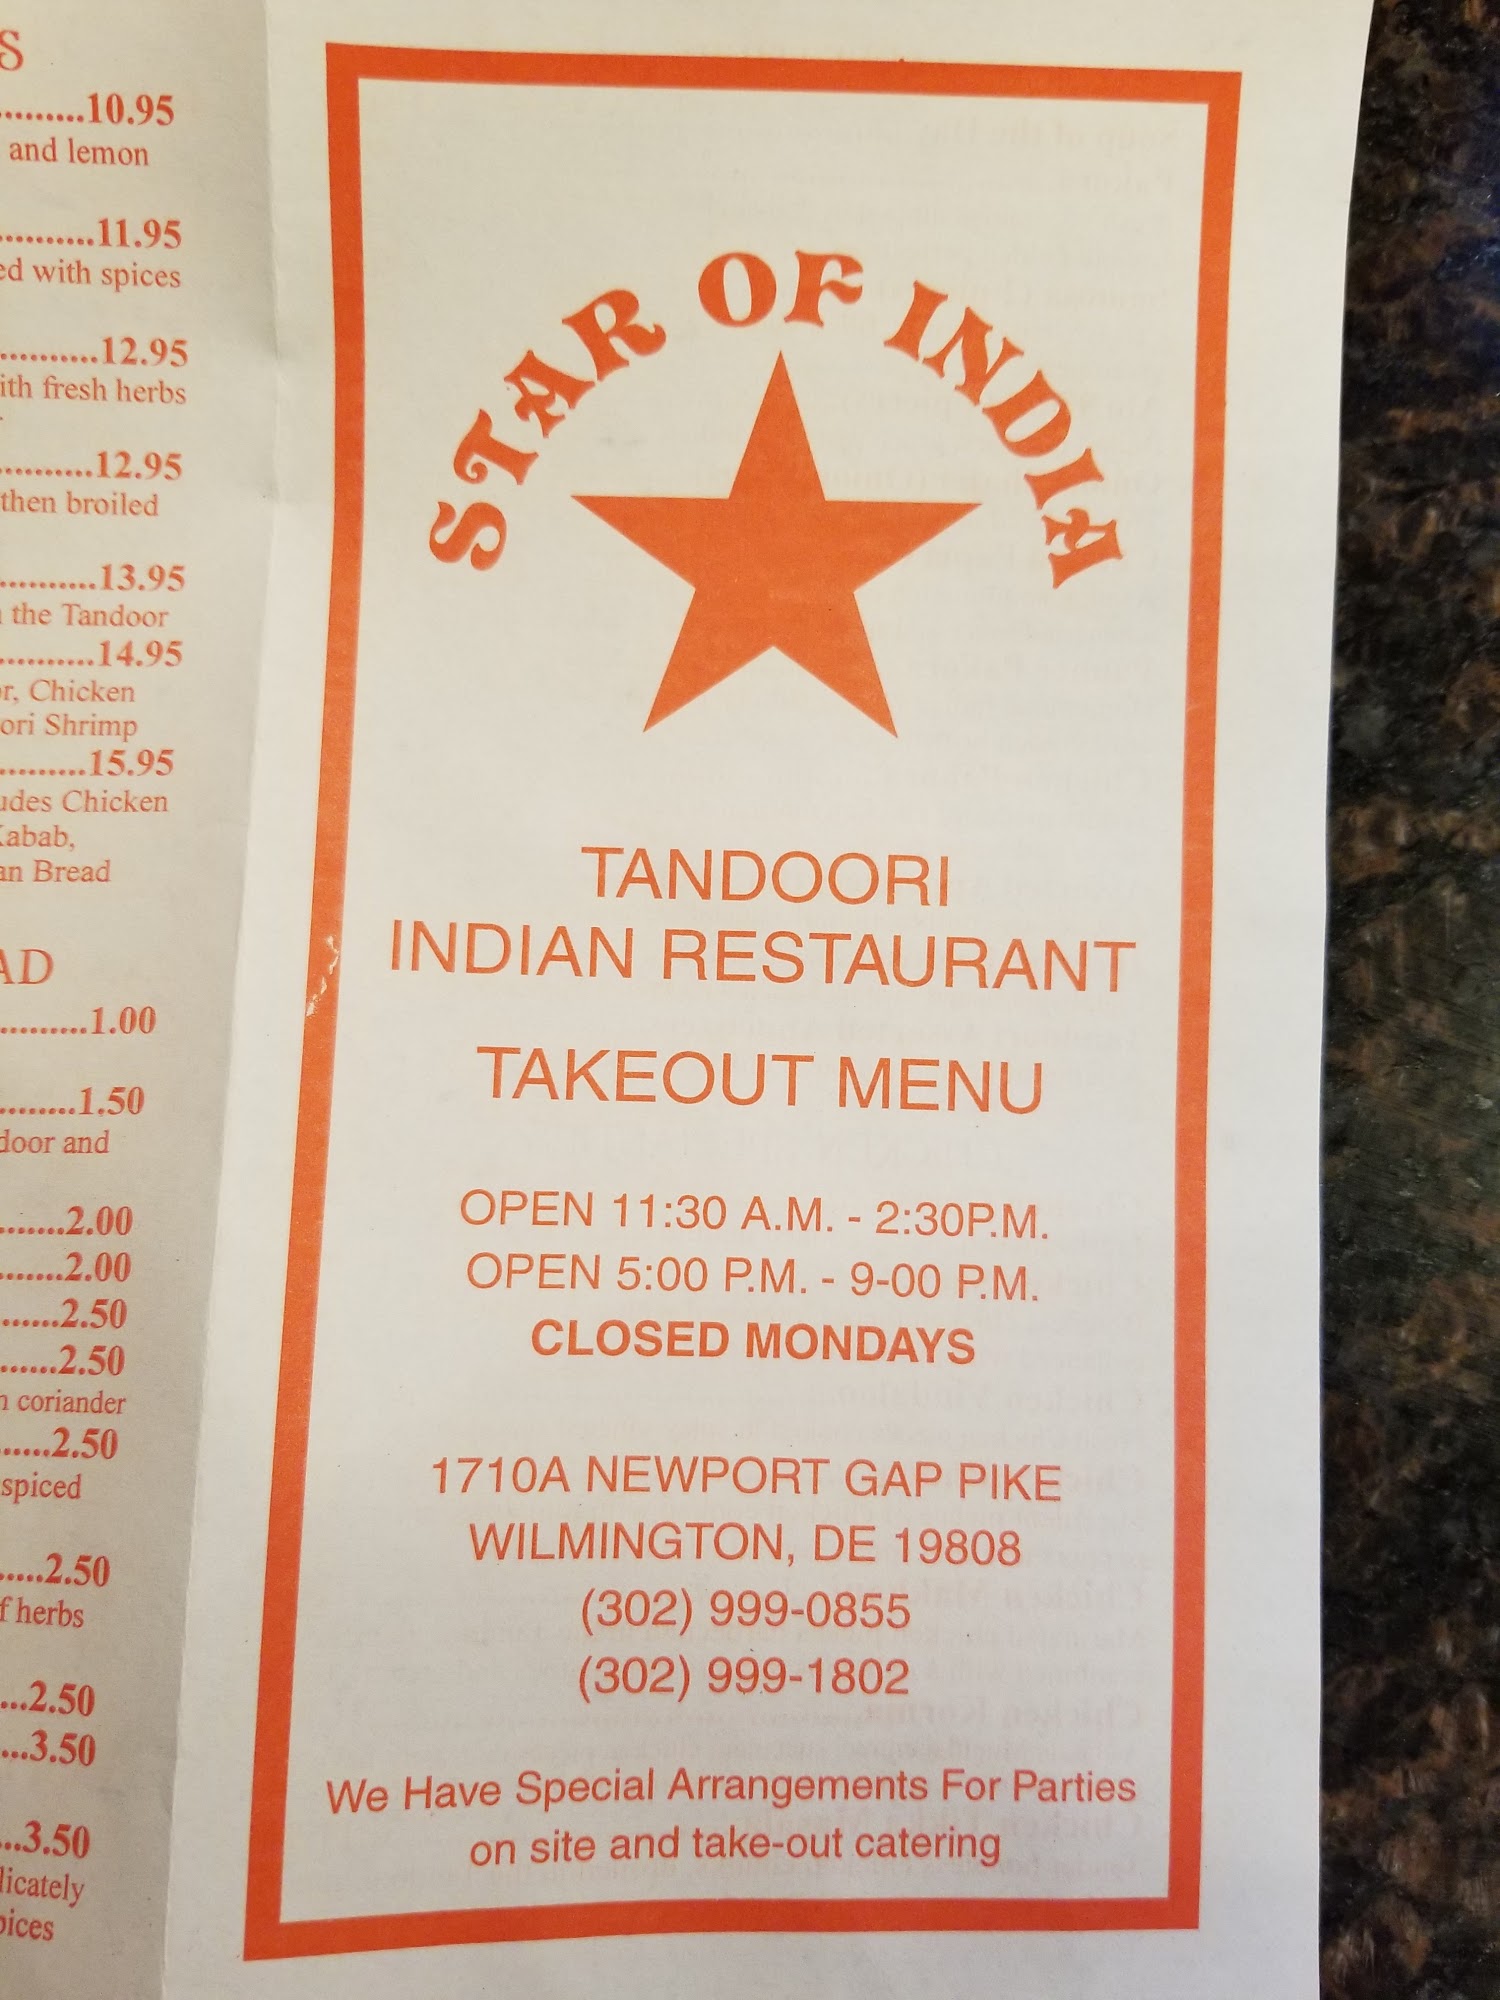 S
.........10.95
and lemon
..........11.95
ed with spices
...........12.95
ith fresh herbs
..........12.95
then broiled
...........13.95
the Tandoor
...........14.95
or, Chicken
ori Shrimp
.........15.95
udes Chicken
Kabab,
an Bread
AD
..........1.00
........1.50
door and
.......2.00
.......2.00
......2.50
......2.50
coriander
......2.50
spiced
.....2.50
f herbs
...2.50
...3.50
...3.50
licately
pices
STAR OF INDIA
TANDOORI
INDIAN RESTAURANT
TAKEOUT MENU
OPEN 11:30 A.M. - 2:30P.M.
OPEN 5:00 P.M. - 9-00 P.M.
CLOSED MONDAYS
1710A NEWPORT GAP PIKE
WILMINGTON, DE 19808
(302) 999-0855
(302) 999-1802
We Have Special Arrangements For Parties
on site and take-out catering